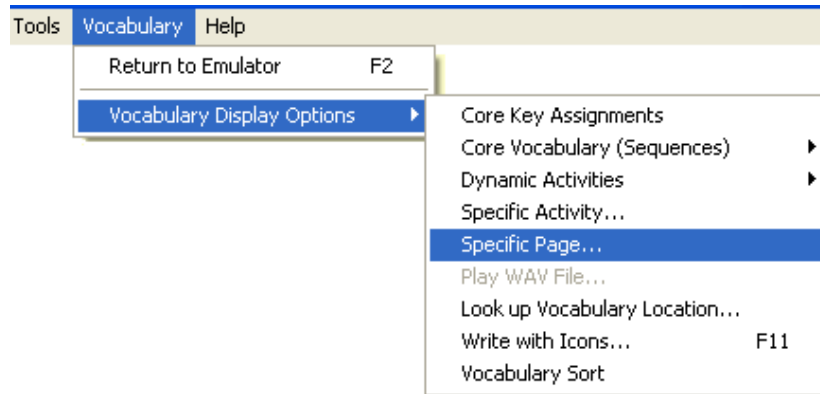 Tools Vocabulary Help
Return to Emulator F2
Vocabulary Display Options
Core Key Assignments
Core Vocabulary (Sequences)
Dynamic Activities
Specific Activity...
Specific Page...
Play WAV File...
Look up Vocabulary Location...
Write with Icons... F11
Vocabulary Sort